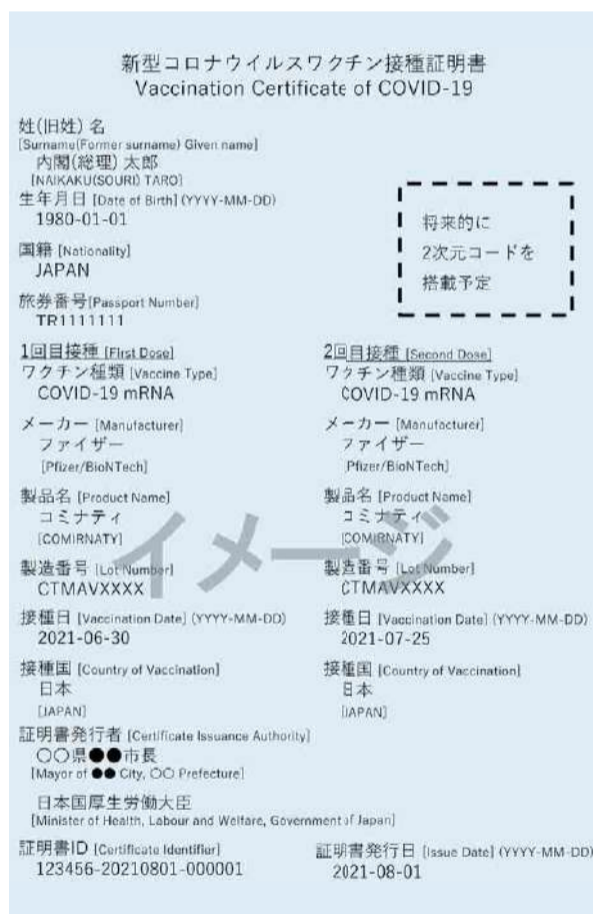 新型コロナウイルスワクチン接種証明書
Vaccination Certificate of COVID-19
姓(旧姓) 名
[Surname(Former surname) Given name]
内閣(総理) 太郎
[NAIKAKU(SOURI) TARO]
生年月日 [Date of Birth] (YYYY-MM-DD)
1980-01-01
国籍 [Nationality]
JAPAN
旅券番号[Passport Number]
TR1111111
将来的に
2次元コードを
搭載予定
1回目接種 [First Dose]
ワクチン種類 [Vaccine Type]
COVID-19 mRNA
メーカー [Manufacturer]
ファイザー
[Pfizer/BioNTech]
製品名 [Product Name]
コミナティ
[COMIRNATY]
製造番号 [Lot Number]
CTMAVXXXX
接種日 [Vaccination Date] (YYYY-MM-DD)
2021-06-30
接種国 [Country of Vaccination]
日本
[JAPAN]
2回目接種 [Second Dose]
ワクチン種類 [Vaccine Type]
COVID-19 mRNA
メーカー [Manufacturer]
ファイザー
[Pfizer/BioNTech]
製品名 [Product Name]
コミナティ
[COMIRNATY]
製造番号 [Lot Number]
CTMAVXXXX
接種日 [Vaccination Date] (YYYY-MM-DD)
2021-07-25
接種国 [Country of Vaccination]
日本
[JAPAN]
イメージ
証明書発行者 [Certificate Issuance Authority]
〇〇県●●市長
[Mayor of ●● City, 〇〇 Prefecture]
日本国厚生労働大臣
[Minister of Health, Labour and Welfare, Government of Japan]
証明書ID [Certificate Identifier]
123456-20210801-000001
証明書発行日 [Issue Date] (YYYY-MM-DD)
2021-08-01